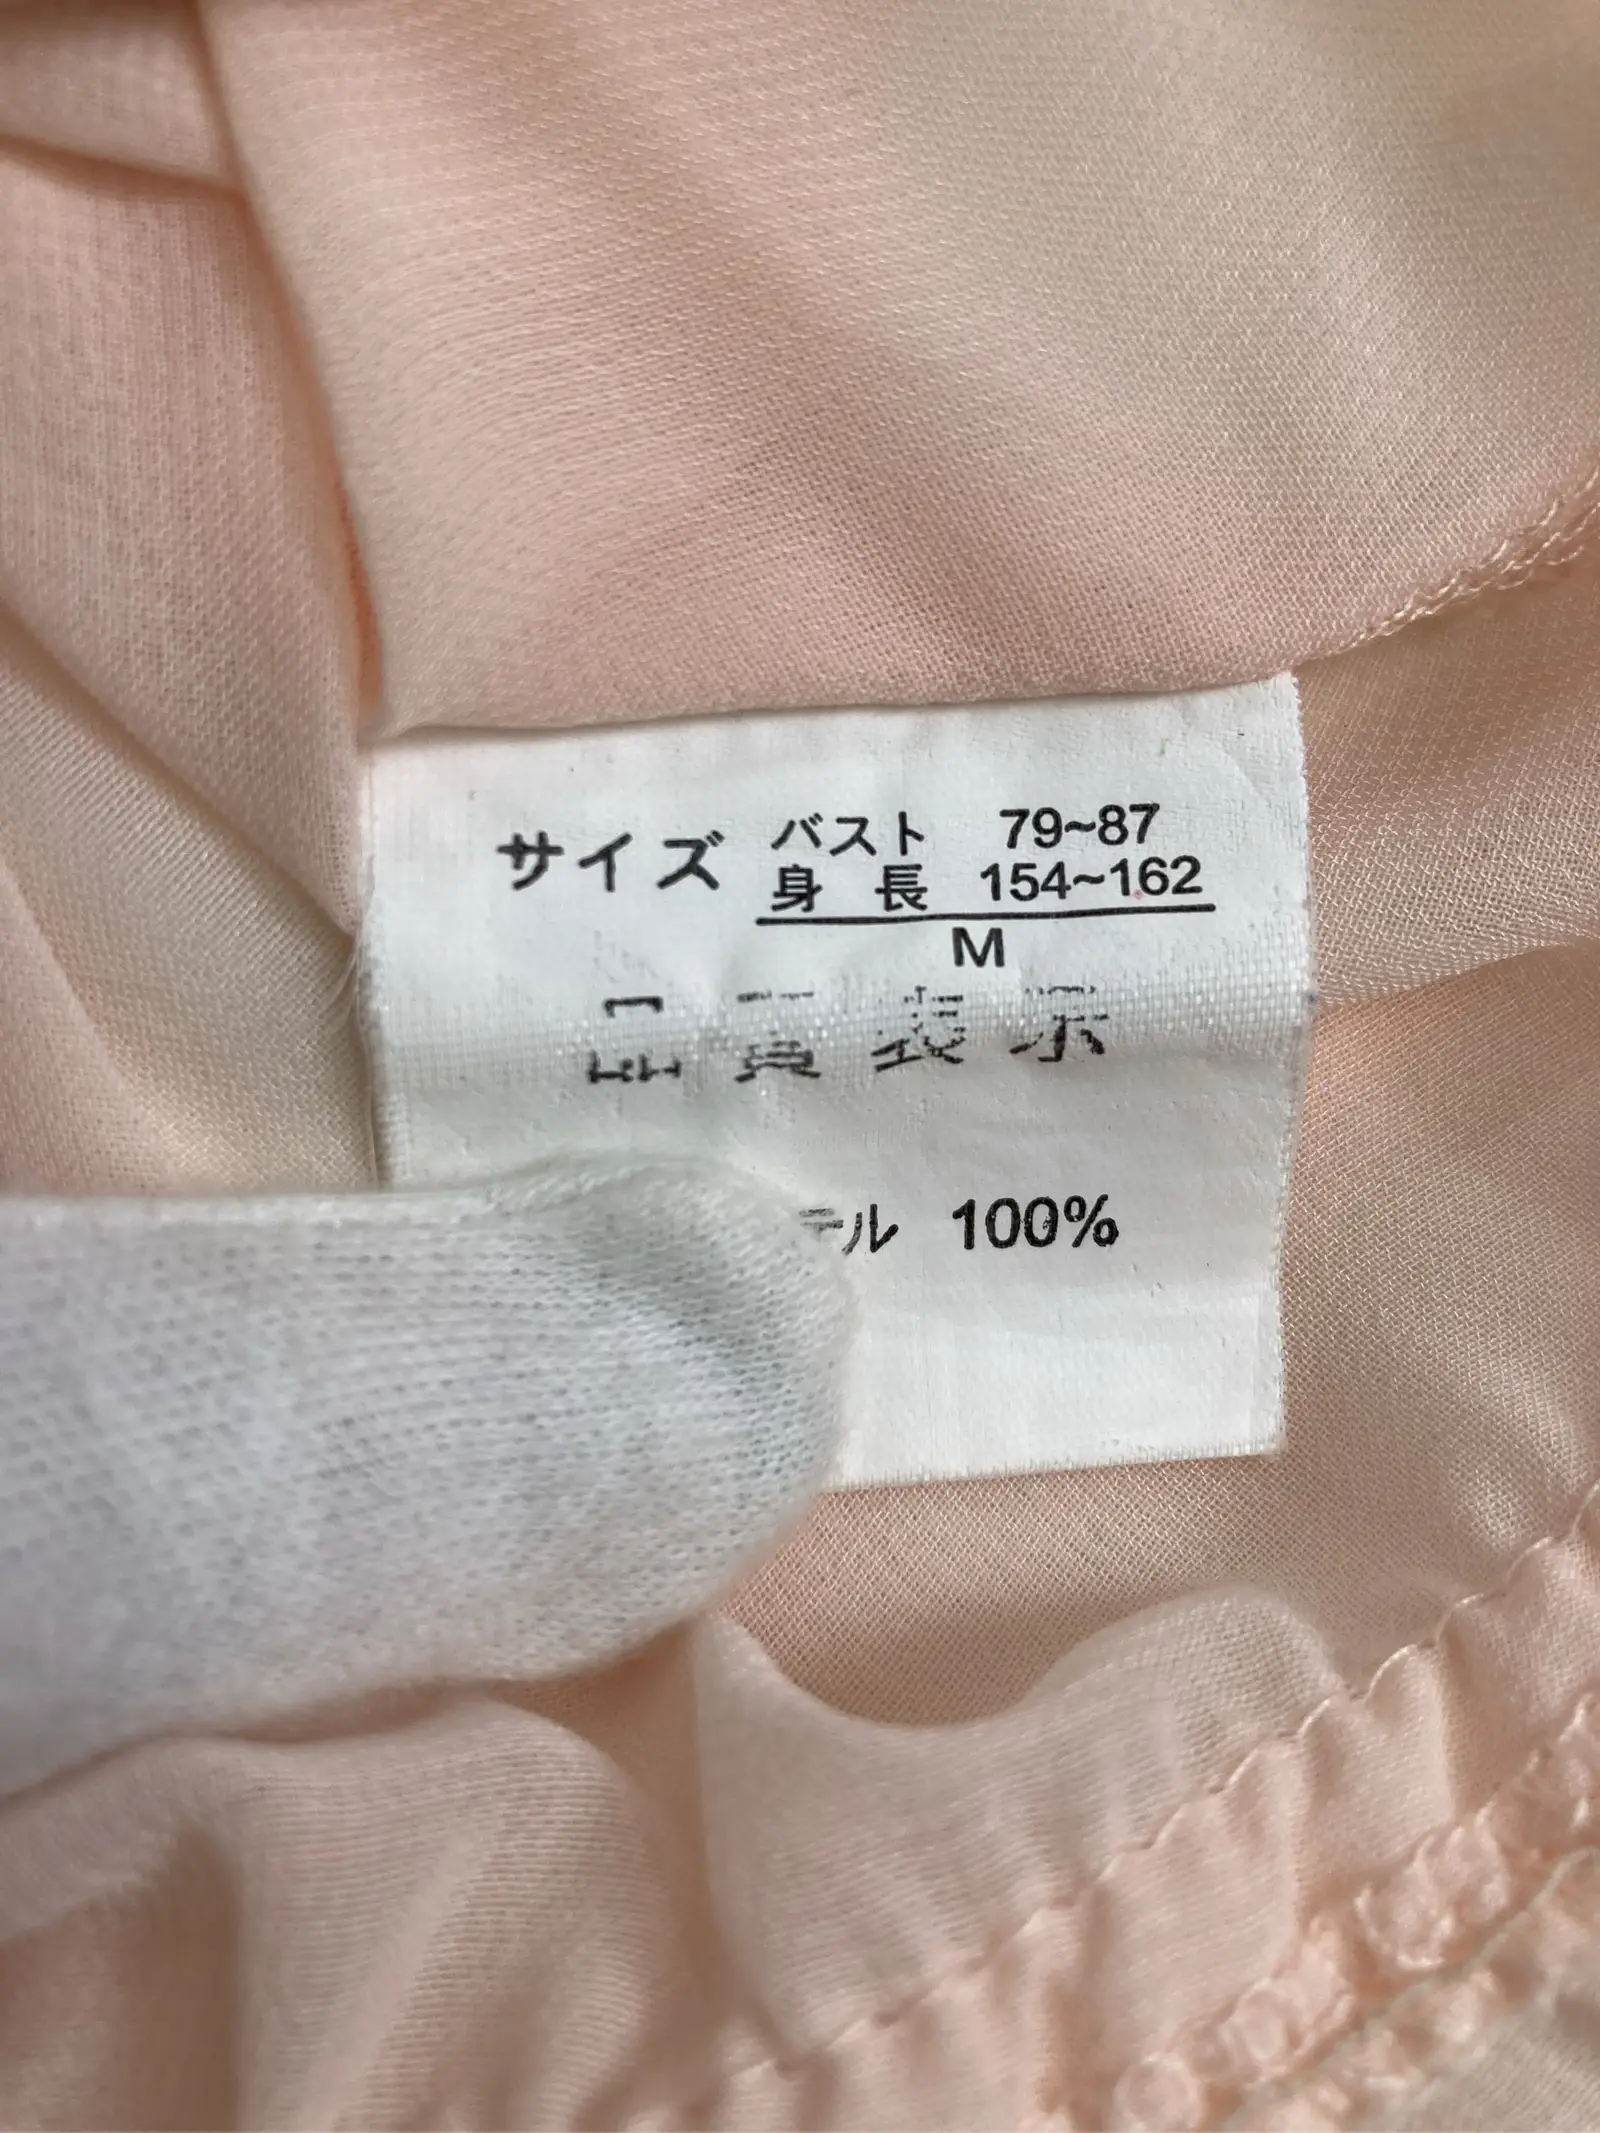 サイズ バスト 79~87
身長 154~162
M
品質表示
テル 100%